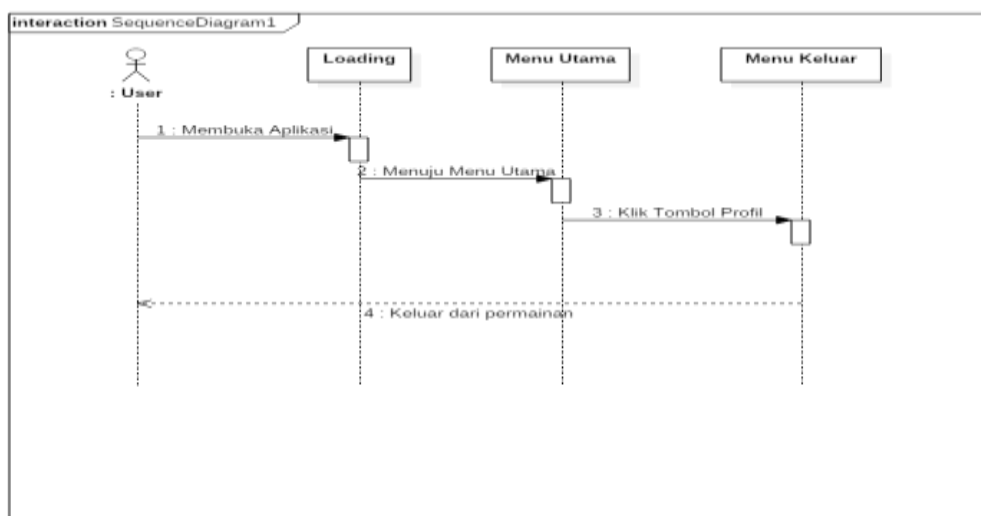 interaction SequenceDiagram1
Loading
Menu Utama
Menu Keluar
: User
1 : Membuka Aplikasi
2 : Menuju Menu Utama
3 : Klik Tombol Profil
4 : Keluar dari permainan